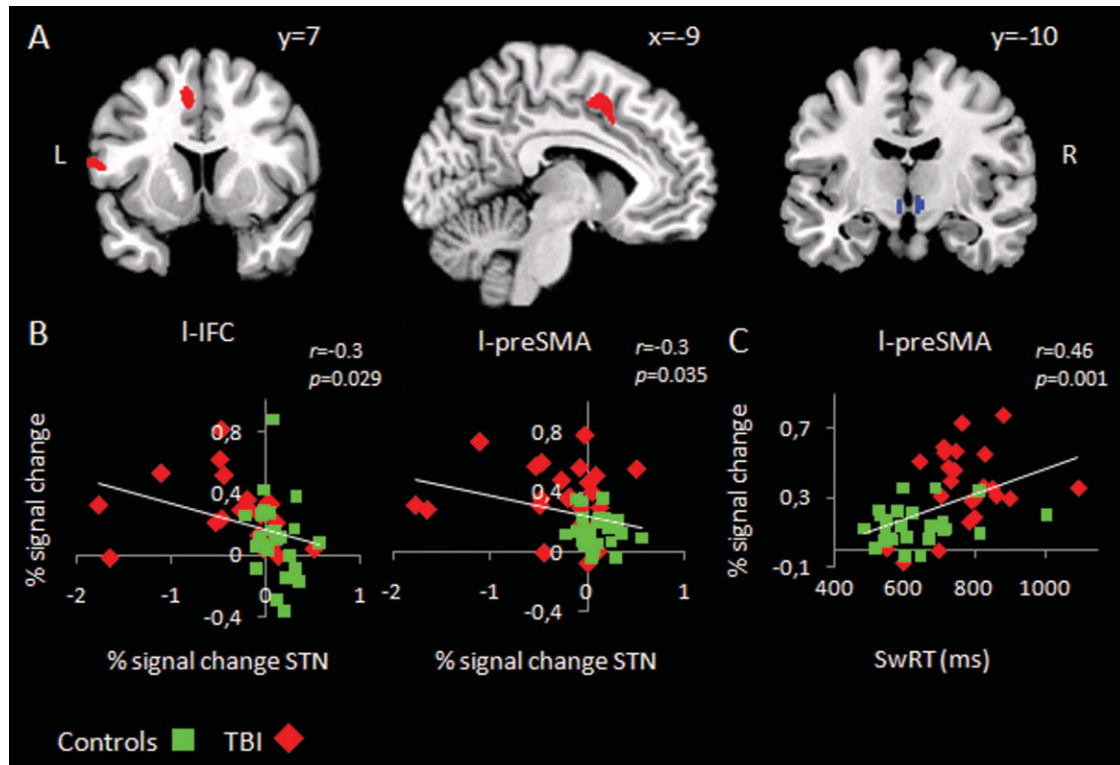 A
y=7
x=-9
y=-10
L
R
B
l-IFC
r=-0.3
p=0.029
l-preSMA
r=-0.3
p=0.035
C
l-preSMA
r=0.46
p=0.001
% signal change
0,8
0,4
0
-0,4
-2
-1
0
1
% signal change STN
0,8
0,4
0
-0,4
-2
-1
0
1
% signal change STN
% signal change
0,7
0,3
-0,1
400
600
800
1000
SwRT (ms)
Controls
TBI